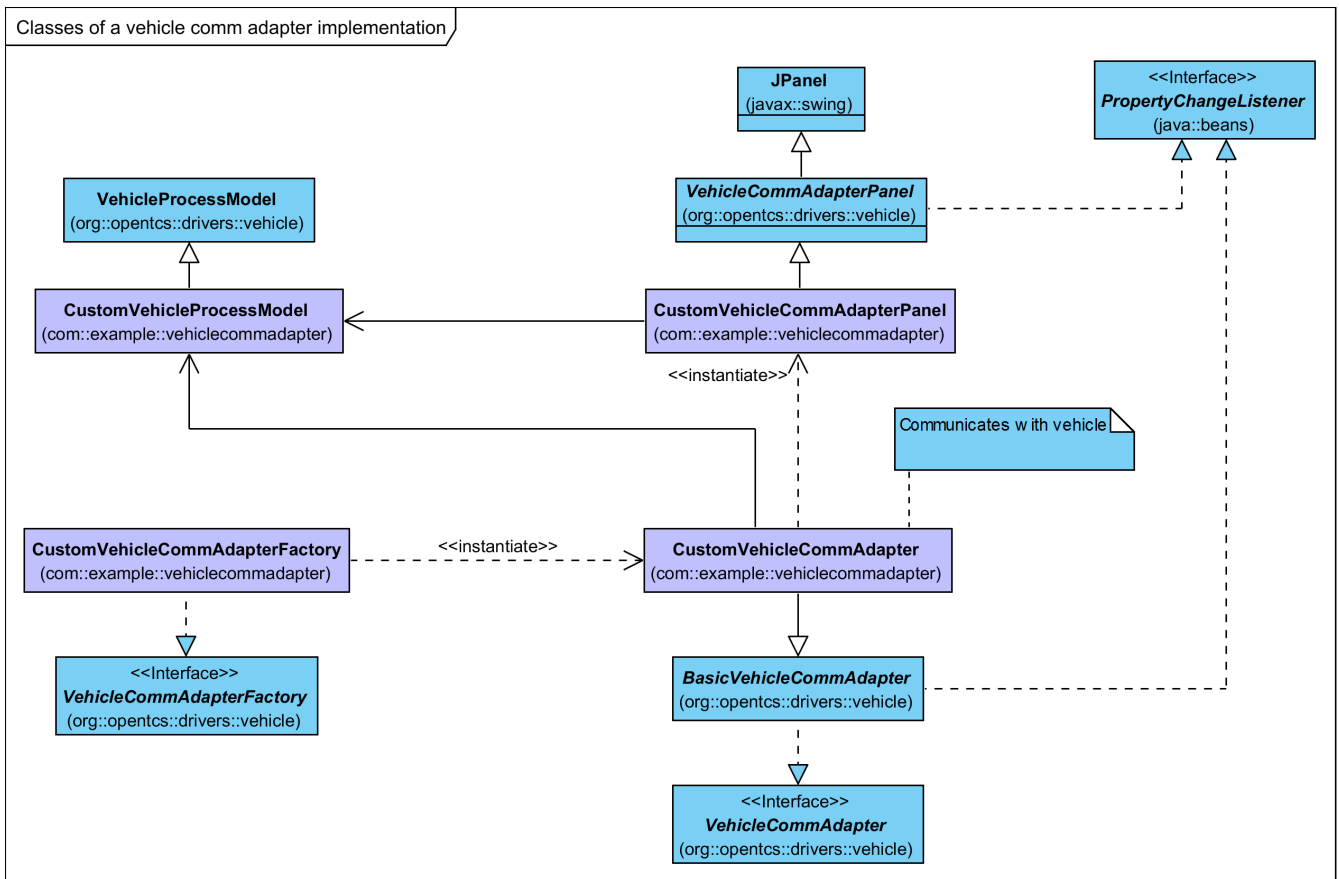 Classes of a vehicle comm adapter implementation
JPanel
(javax::swing)
<<Interface>>
PropertyChangeListener
(java::beans)
VehicleProcessModel
(org::opentcs::drivers::vehicle)
VehicleCommAdapterPanel
(org::opentcs::drivers::vehicle)
CustomVehicleProcessModel
(com::example::vehiclecommadapter)
CustomVehicleCommAdapterPanel
(com::example::vehiclecommadapter)
<<instantiate>>
Communicates with vehicle
CustomVehicleCommAdapterFactory
(com::example::vehiclecommadapter)
<<instantiate>>
CustomVehicleCommAdapter
(com::example::vehiclecommadapter)
<<Interface>>
VehicleCommAdapterFactory
(org::opentcs::drivers::vehicle)
BasicVehicleCommAdapter
(org::opentcs::drivers::vehicle)
<<Interface>>
VehicleCommAdapter
(org::opentcs::drivers::vehicle)